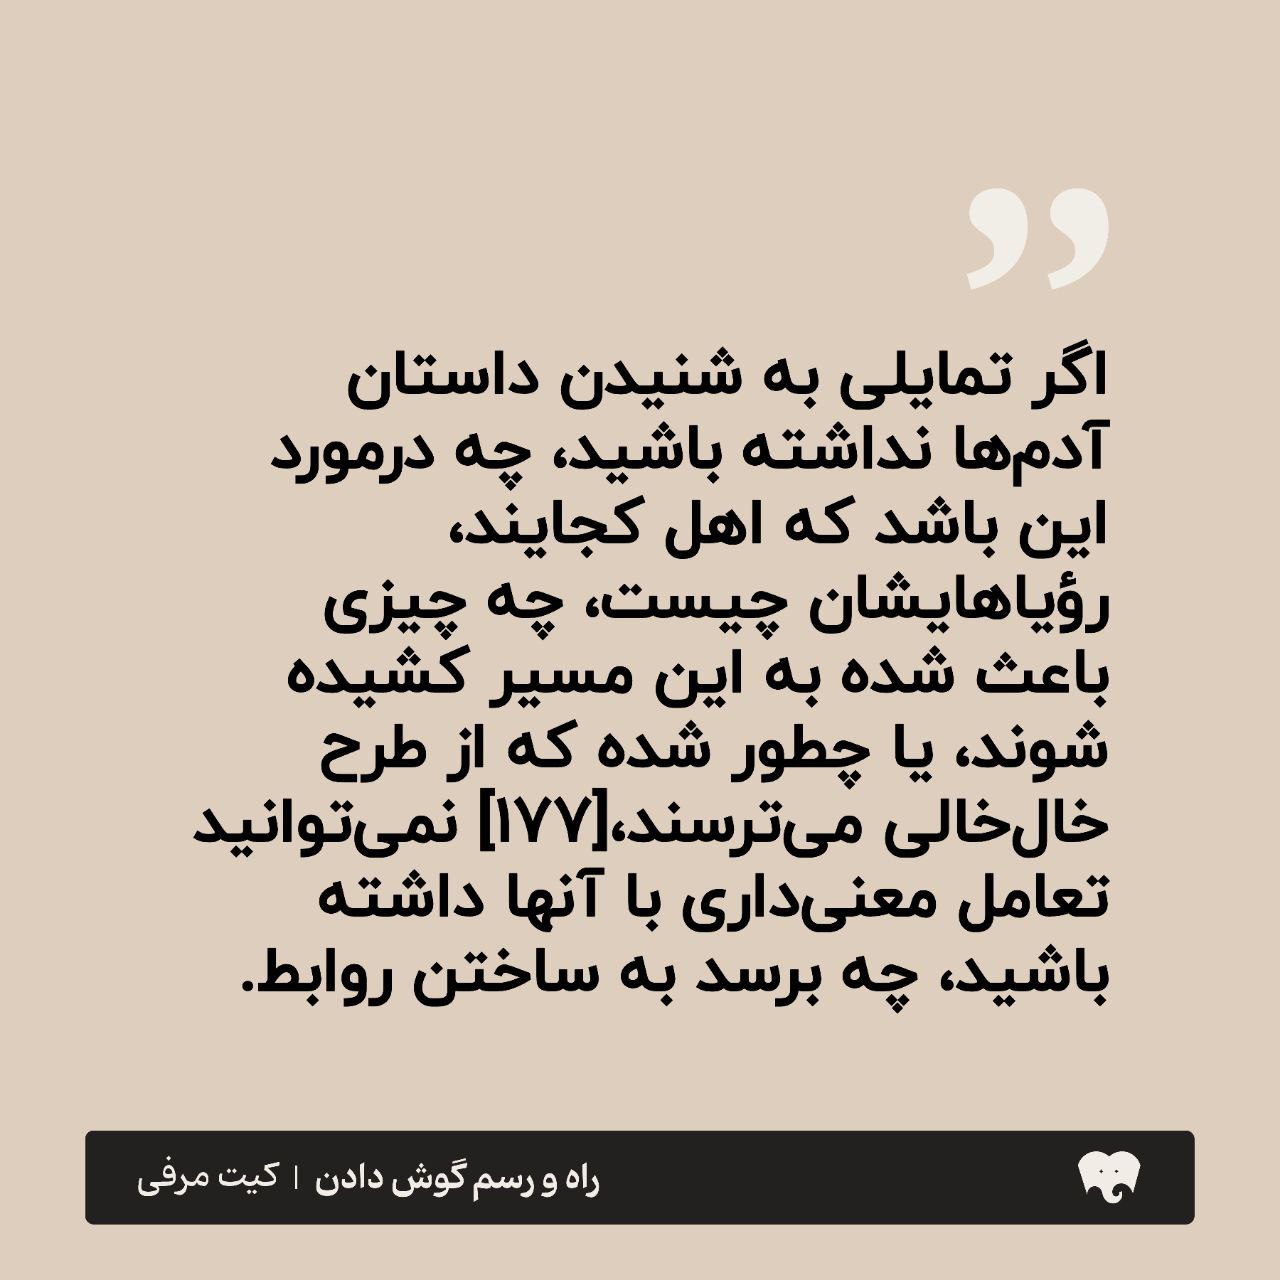 ”
اگر تمایلی به شنیدن داستان
آدم‌ها نداشته باشید، چه درمورد
این باشد که اهل کجایند،
رؤیاهایشان چیست، چه چیزی
باعث شده به این مسیر کشیده
شوند، یا چطور شده که از طرح
خال‌خالی می‌ترسند،[۱۷۷] نمی‌توانید
تعامل معنی‌داری با آنها داشته
باشید، چه برسد به ساختن روابط.
راه و رسم گوش دادن | کیت مرفی